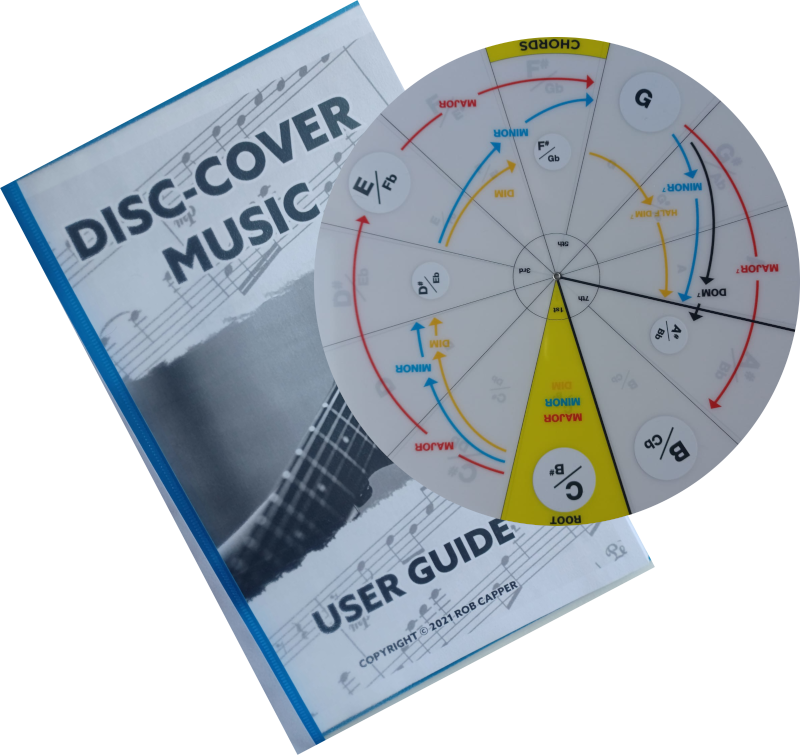 DISC-COVER
MUSIC
USER GUIDE
COPYRIGHT © 2021 ROB CAPPER
CHORDS
G
MINOR⁷
HALF-DIM⁷
MAJOR⁷
DOM⁷
A#/Bb
B/Cb
ROOT
C/B#
MAJOR
MINOR
DIM
MAJOR
MINOR
DIM
D#/Eb
E/Fb
MAJOR
MINOR
DIM
F#/Gb
1st
3rd
5th
7th